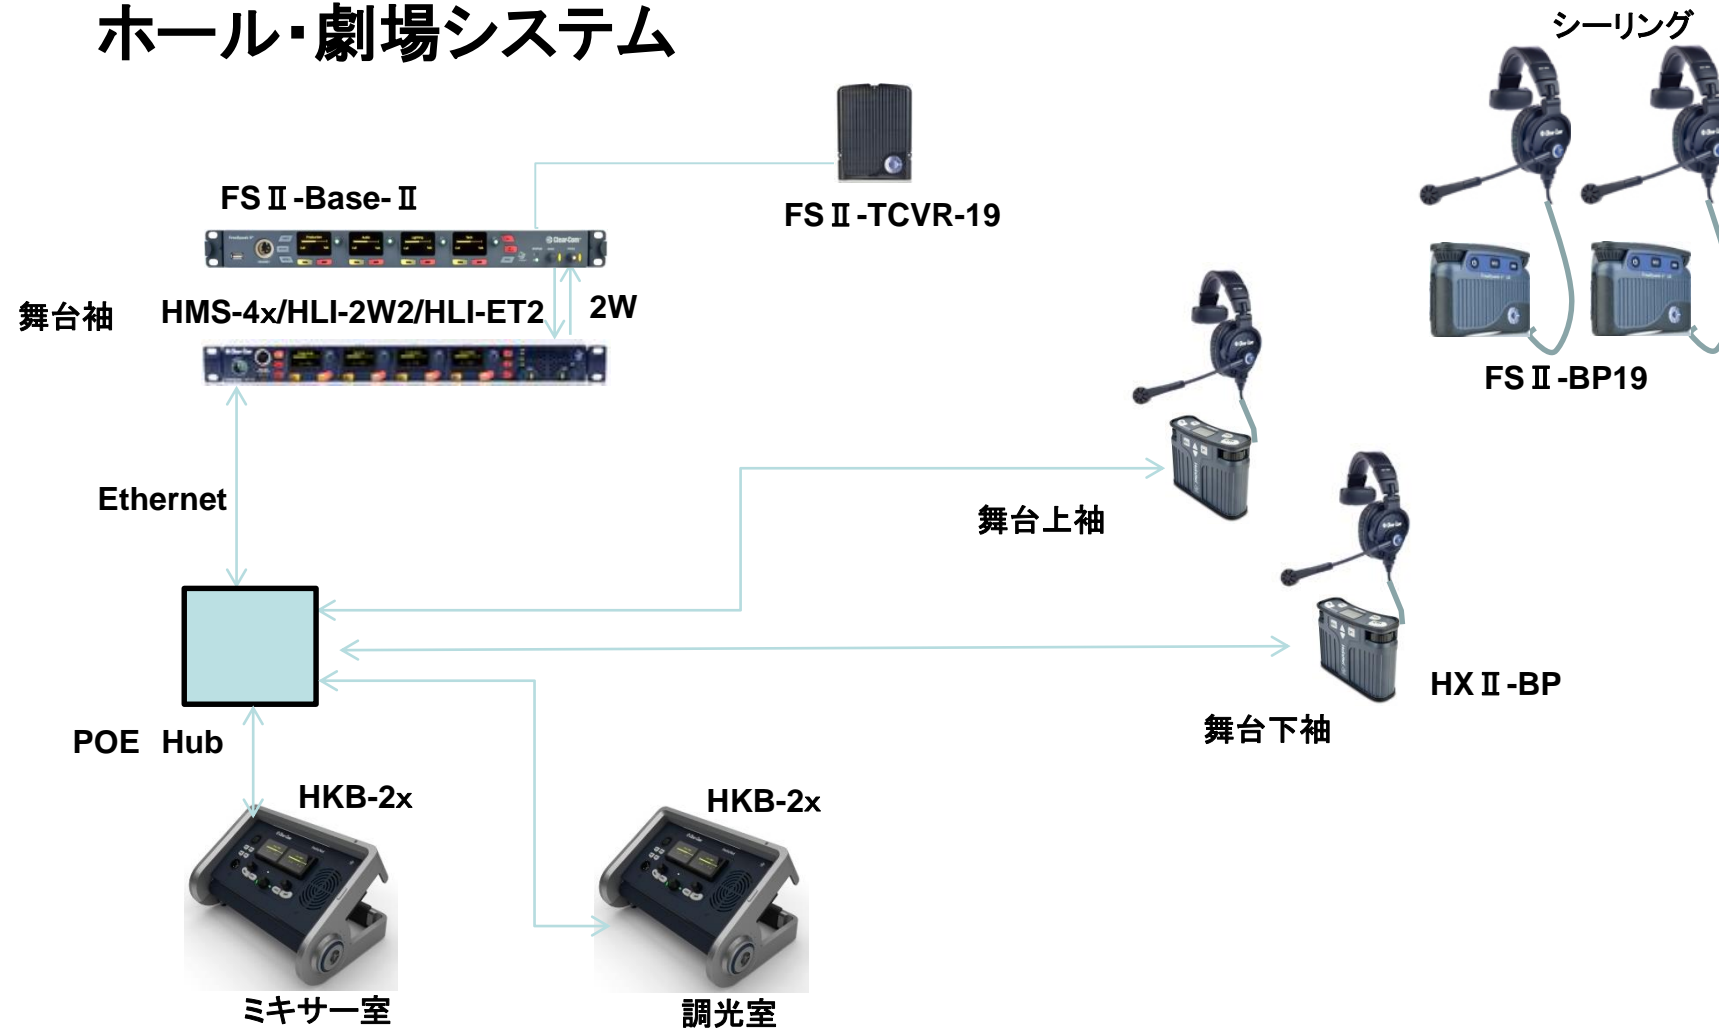 ホール・劇場システム
シーリング
FSⅡ-Base-Ⅱ
FSⅡ-TCVR-19
Clear-Com
舞台袖
HMS-4x/HLI-2W2/HLI-ET2
2W
FSⅡ-BP19
Ethernet
舞台上袖
HXⅡ-BP
舞台下袖
POE Hub
HKB-2x
HKB-2x
ミキサー室
調光室